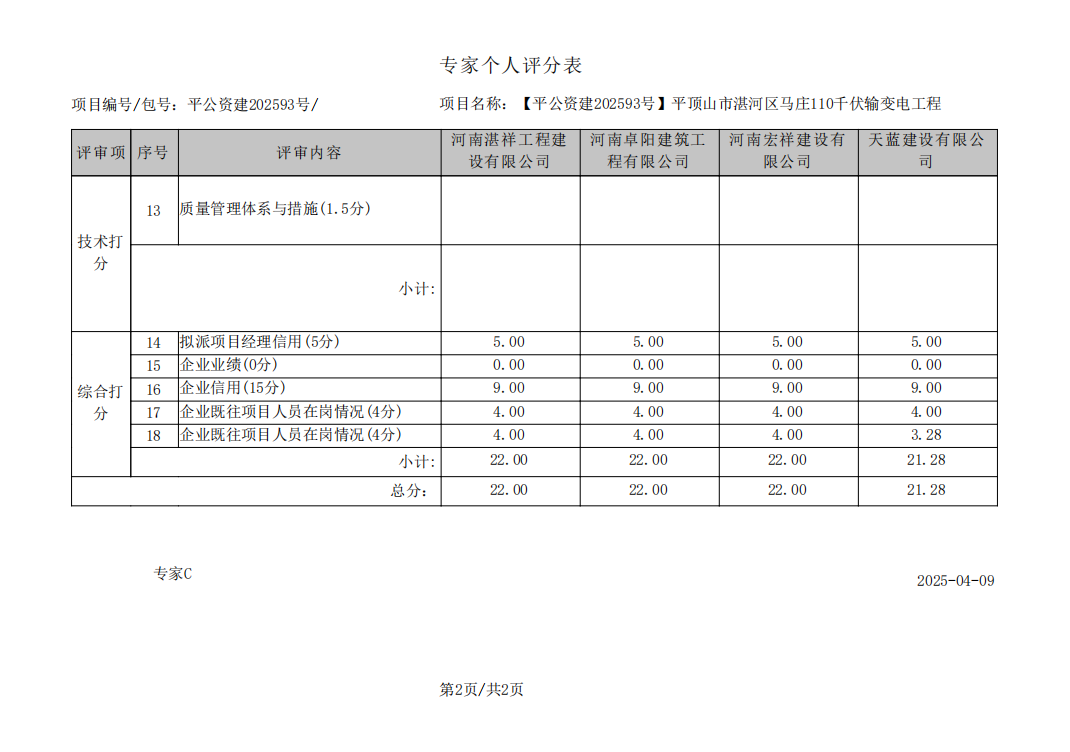 专家个人评分表
项目编号/包号：平公资建202593号/ 项目名称：【平公资建202593号】平顶山市湛河区马庄110千伏输变电工程
评审项 序号 评审内容 河南湛祥工程建设有限公司 河南卓阳建筑工程有限公司 河南宏祥建设有限公司 天蓝建设有限公司
技术打分
13 质量管理体系与措施(1.5分)
小计:
综合打分
14 拟派项目经理信用(5分) 5.00 5.00 5.00 5.00
15 企业业绩(0分) 0.00 0.00 0.00 0.00
16 企业信用(15分) 9.00 9.00 9.00 9.00
17 企业既往项目人员在岗情况(4分) 4.00 4.00 4.00 4.00
18 企业既往项目人员在岗情况(4分) 4.00 4.00 4.00 3.28
小计: 22.00 22.00 22.00 21.28
总分： 22.00 22.00 22.00 21.28
专家C
2025-04-09
第2页/共2页